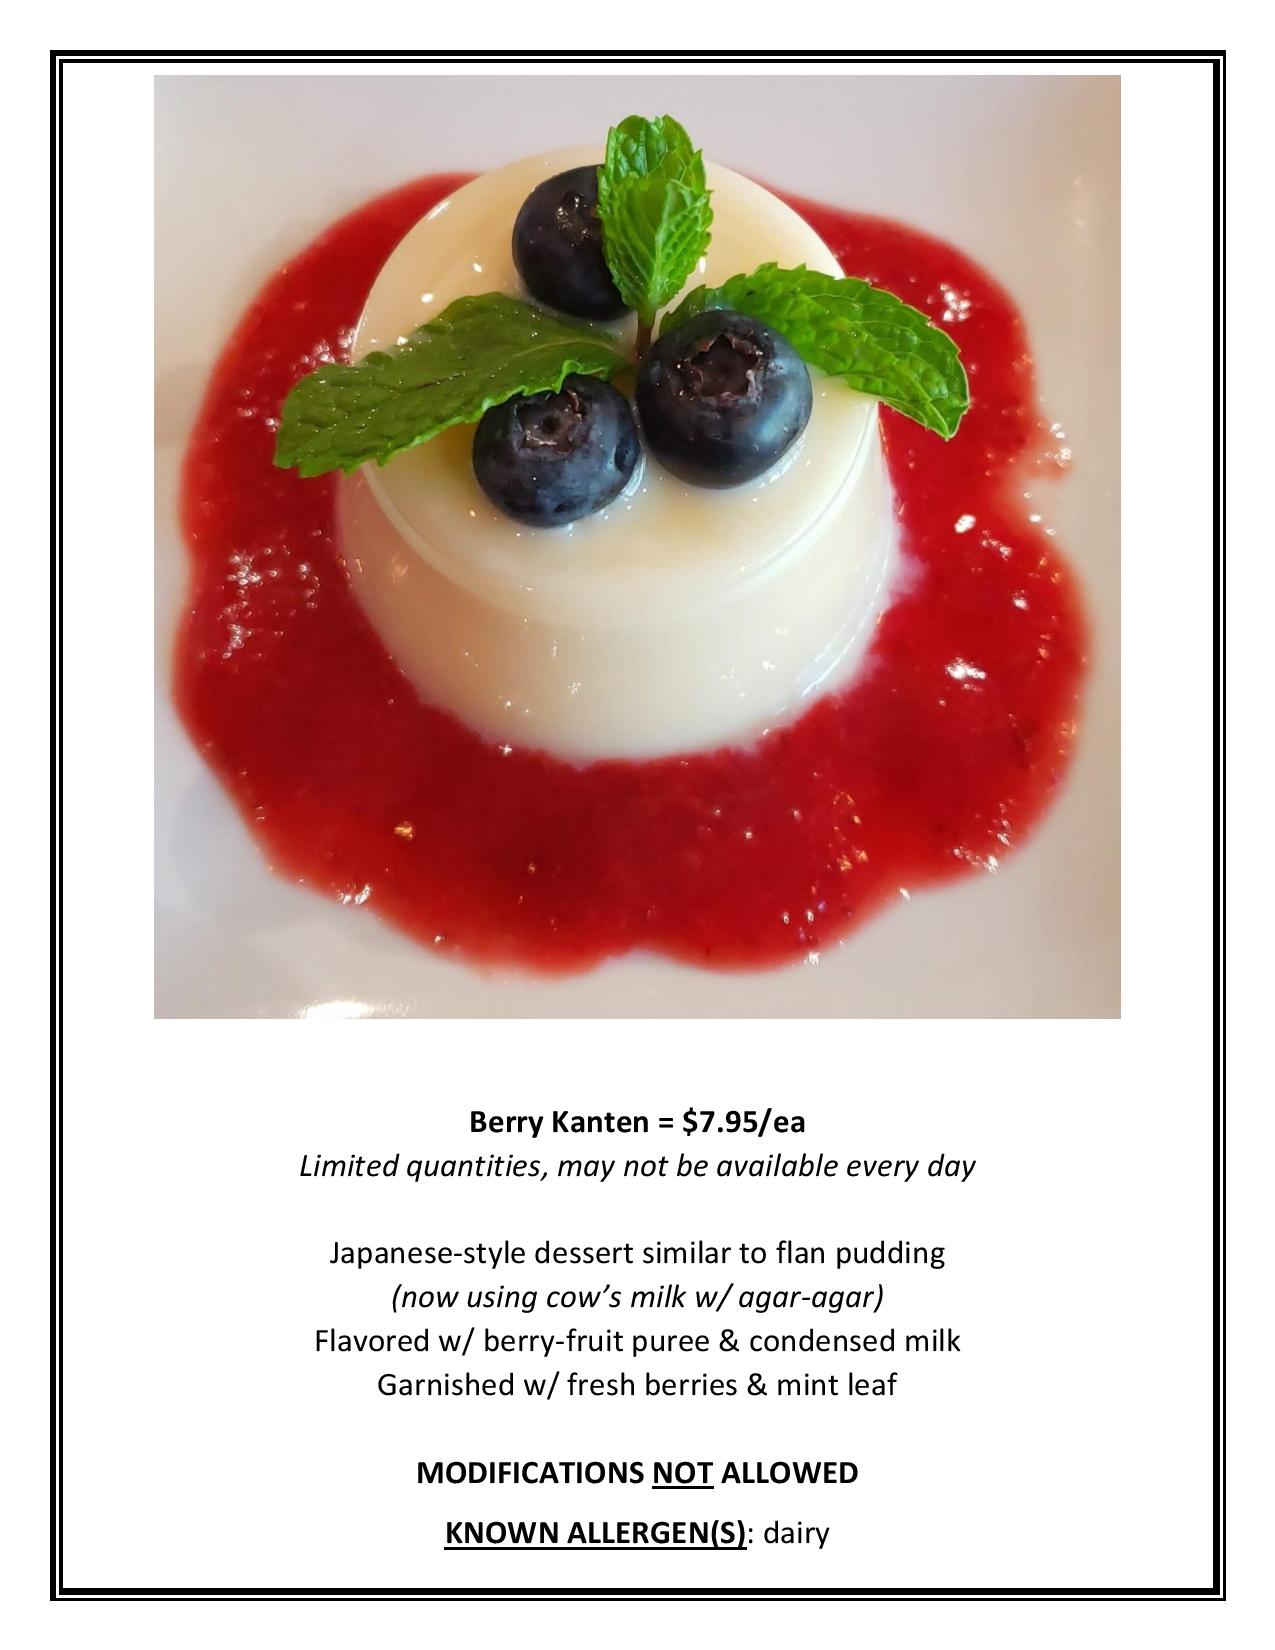 Berry Kanten = $7.95/ea
Limited quantities, may not be available every day
Japanese-style dessert similar to flan pudding
(now using cow’s milk w/ agar-agar)
Flavored w/ berry-fruit puree & condensed milk
Garnished w/ fresh berries & mint leaf
MODIFICATIONS NOT ALLOWED
KNOWN ALLERGEN(S): dairy